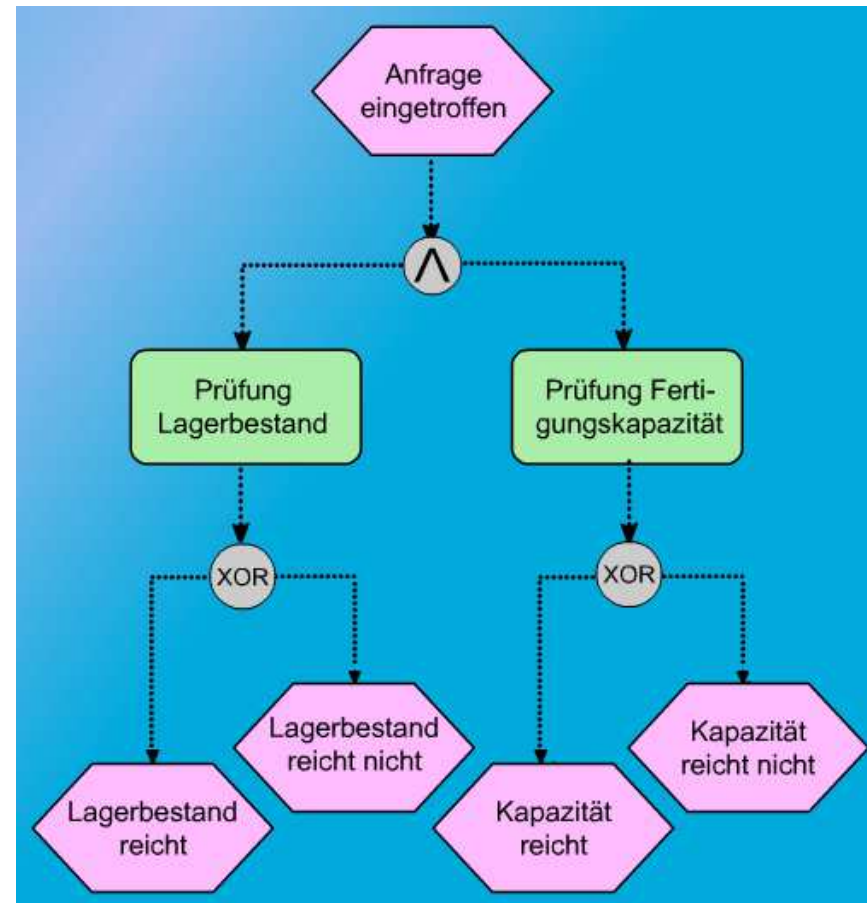 Anfrage
eingetroffen
Λ
Prüfung
Lagerbestand
Prüfung Ferti-
gungskapazität
XOR
XOR
Lagerbestand
reicht nicht
Kapazität
reicht nicht
Lagerbestand
reicht
Kapazität
reicht